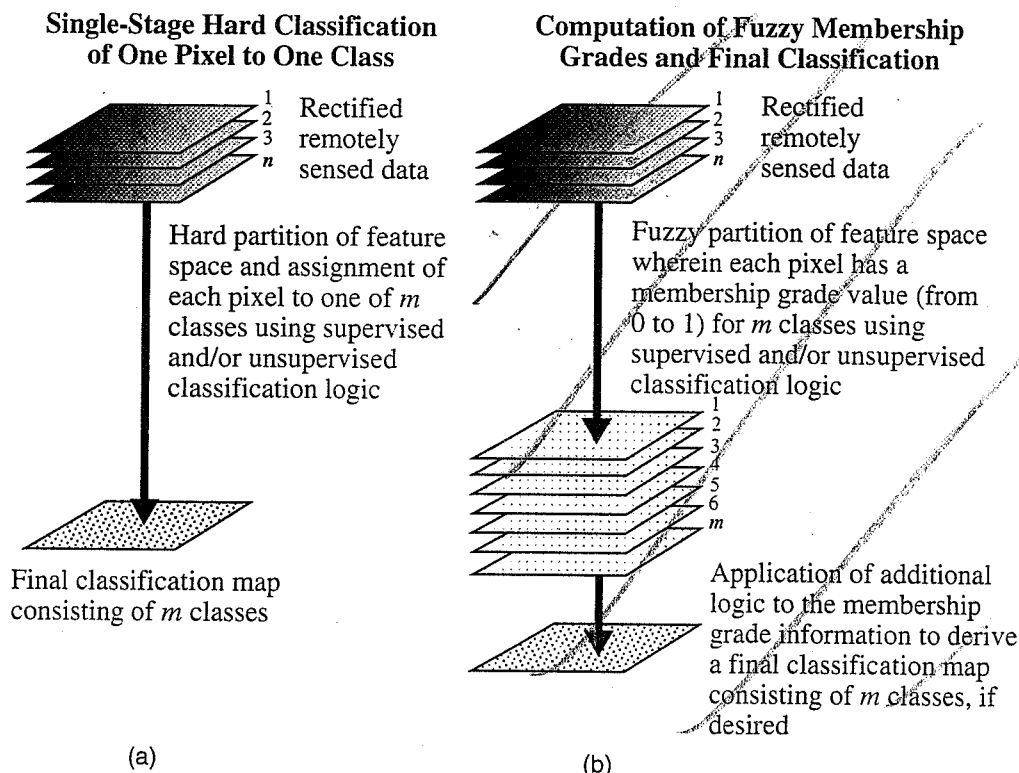 Single-Stage Hard Classification
of One Pixel to One Class
1
2
3
n
Rectified
remotely
sensed data
Hard partition of feature
space and assignment of
each pixel to one of m
classes using supervised
and/or unsupervised
classification logic
Final classification map
consisting of m classes
(a)
Computation of Fuzzy Membership
Grades and Final Classification
1
2
3
n
Rectified
remotely
sensed data
Fuzzy partition of feature space
wherein each pixel has a
membership grade value (from
0 to 1) for m classes using
supervised and/or unsupervised
classification logic
1
2
3
4
5
6
m
Application of additional
logic to the membership
grade information to derive
a final classification map
consisting of m classes, if
desired
(b)